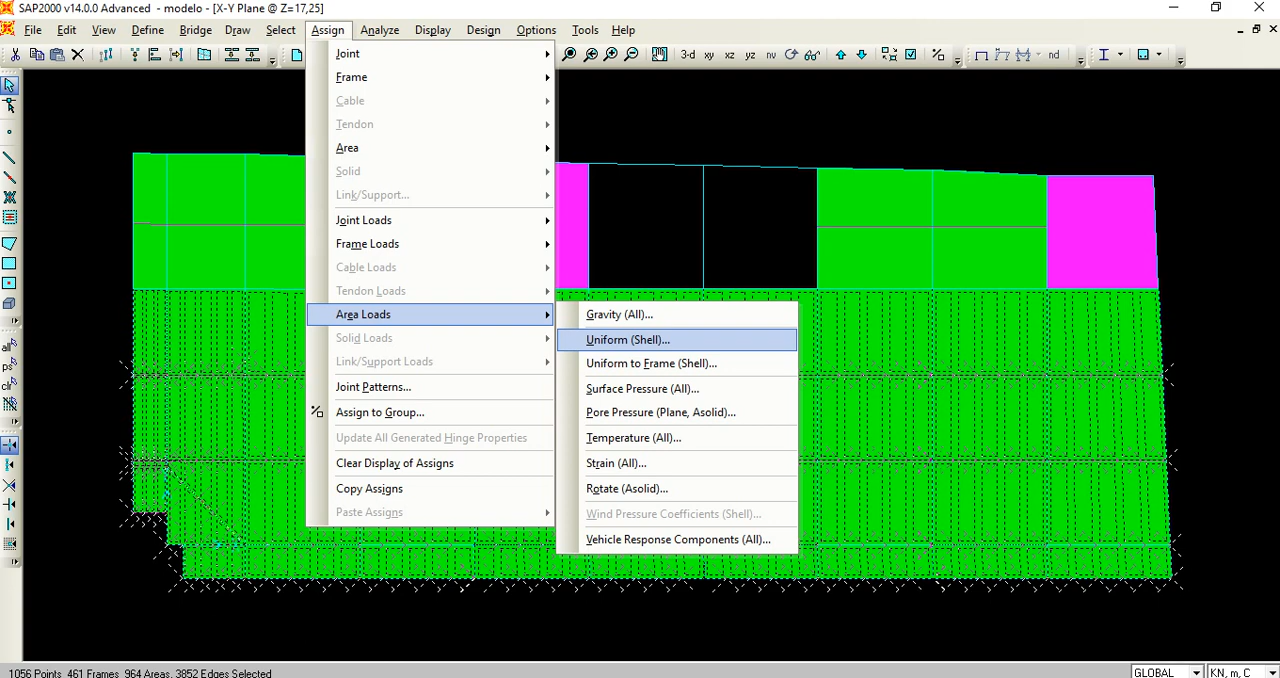 SAP2000 v14.0.0 Advanced - modelo - [X-Y Plane @ Z=17,25]
File Edit View Define Bridge Draw Select Assign Analyze Display Design Options Tools Help
3-d xy xz yz nv nd
all
ps
clr
Joint
Frame
Cable
Tendon
Area
Solid
Link/Support...
Joint Loads
Frame Loads
Cable Loads
Tendon Loads
Area Loads
Solid Loads
Link/Support Loads
Joint Patterns...
Assign to Group...
Update All Generated Hinge Properties
Clear Display of Assigns
Copy Assigns
Paste Assigns
Gravity (All)...
Uniform (Shell)...
Uniform to Frame (Shell)...
Surface Pressure (All)...
Pore Pressure (Plane, Asolid)...
Temperature (All)...
Strain (All)...
Rotate (Asolid)...
Wind Pressure Coefficients (Shell)...
Vehicle Response Components (All)...
1056 Points, 461 Frames, 964 Areas, 3852 Edges Selected
GLOBAL
KN, m, C